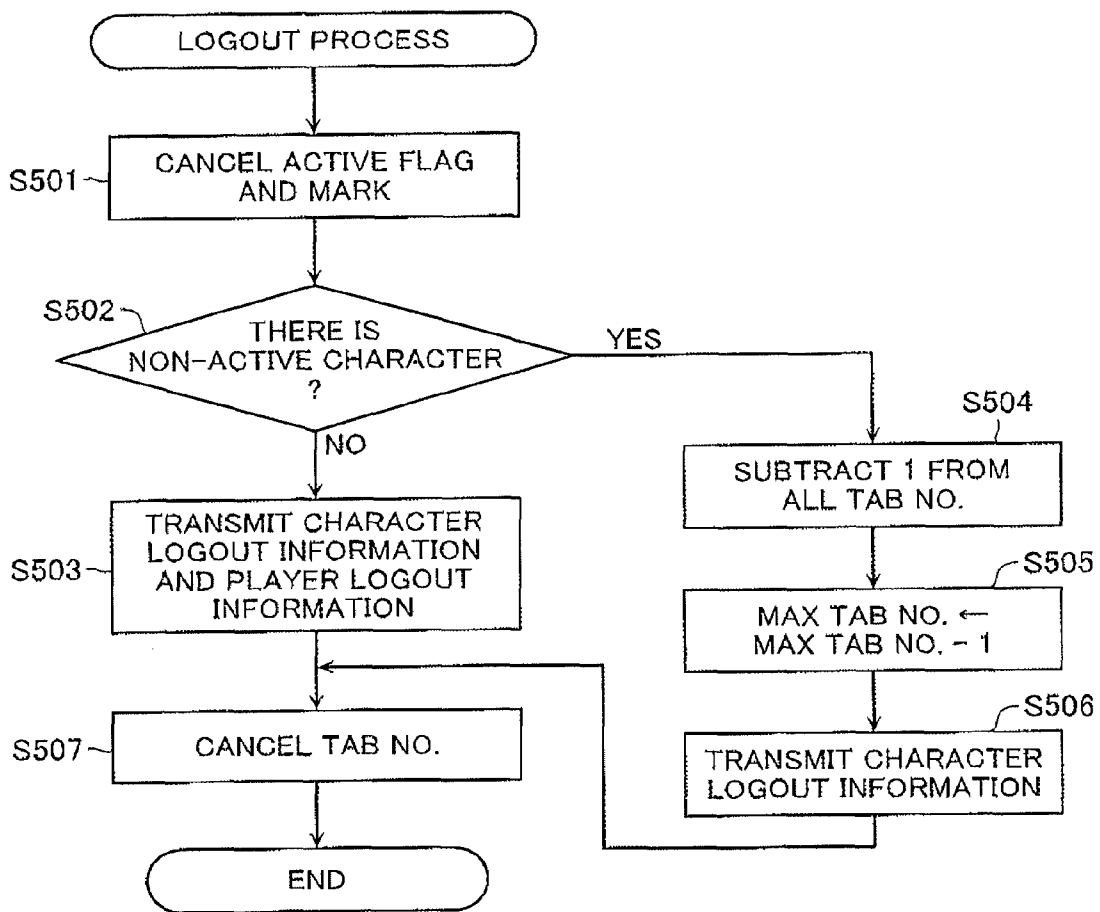 LOGOUT PROCESS
S501
CANCEL ACTIVE FLAG
AND MARK
S502
THERE IS
NON-ACTIVE CHARACTER
?
YES
NO
S503
TRANSMIT CHARACTER
LOGOUT INFORMATION
AND PLAYER LOGOUT
INFORMATION
S504
SUBTRACT 1 FROM
ALL TAB NO.
S505
MAX TAB NO. ←
MAX TAB NO. - 1
S506
TRANSMIT CHARACTER
LOGOUT INFORMATION
S507
CANCEL TAB NO.
END